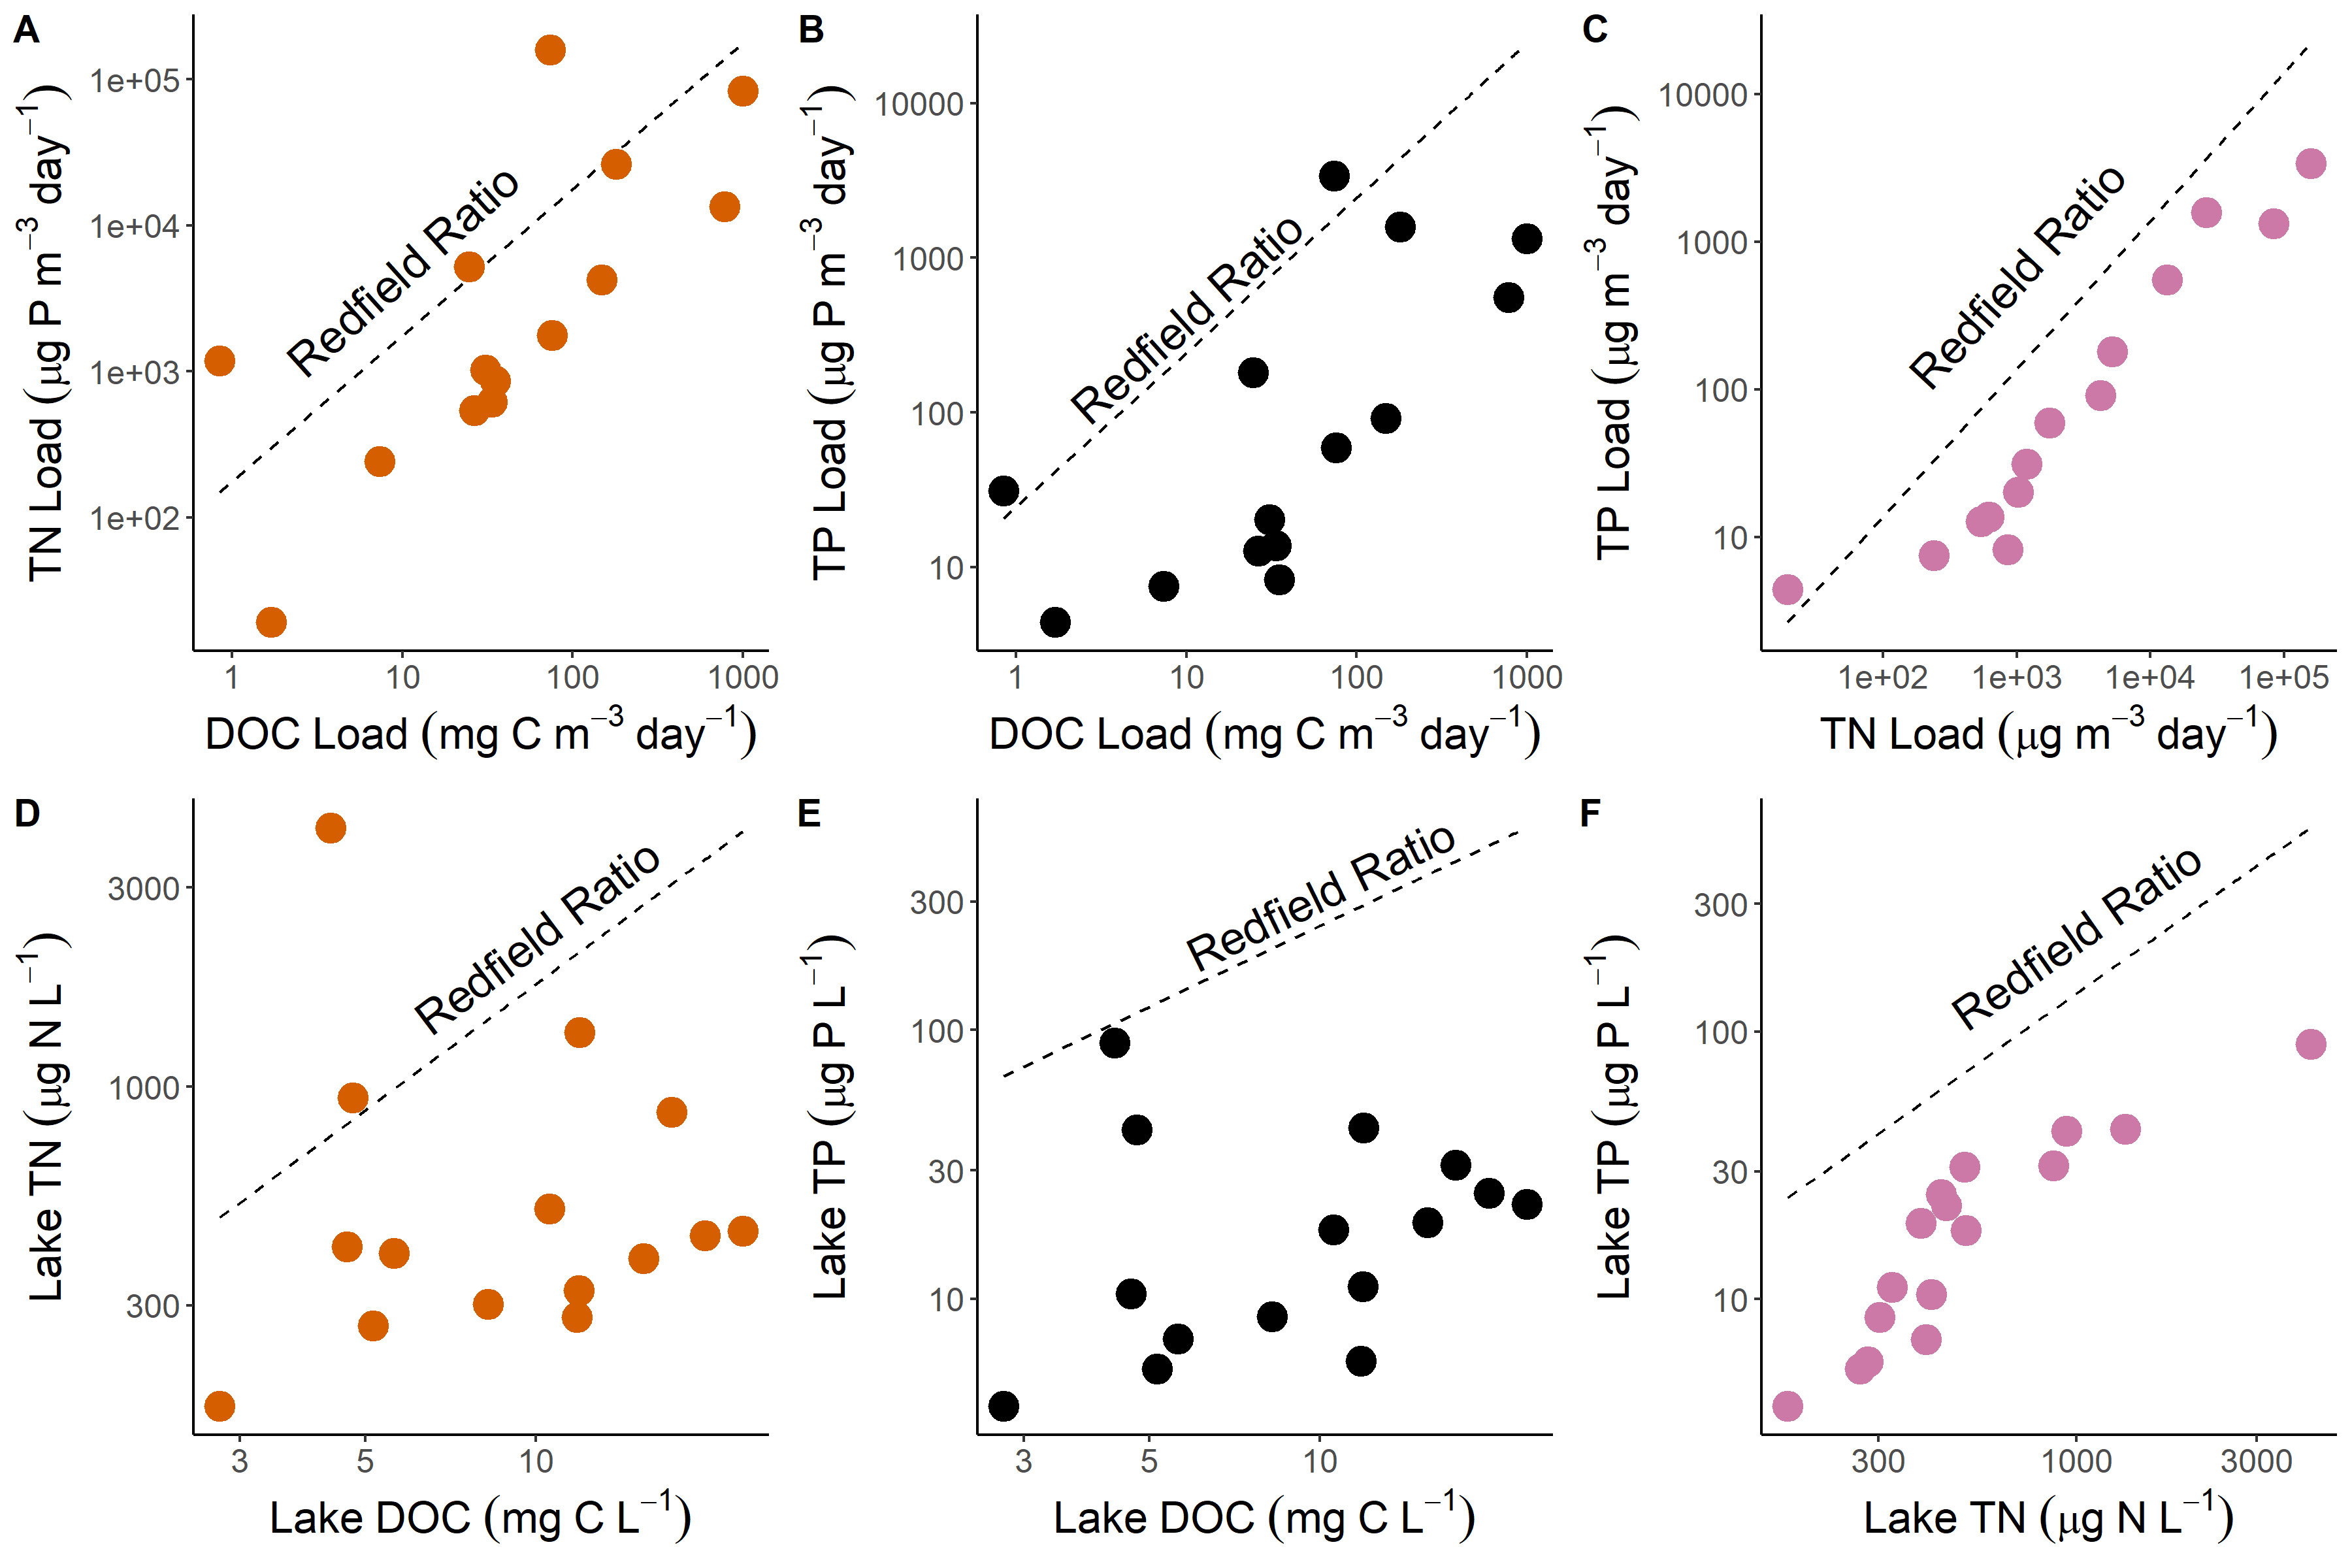 A
TN Load (μg P m⁻³ day⁻¹)
1e+05
1e+04
1e+03
1e+02
Redfield Ratio
1 10 100 1000
DOC Load (mg C m⁻³ day⁻¹)
B
TP Load (μg P m⁻³ day⁻¹)
10000
1000
100
10
Redfield Ratio
1 10 100 1000
DOC Load (mg C m⁻³ day⁻¹)
C
TP Load (μg m⁻³ day⁻¹)
10000
1000
100
10
Redfield Ratio
1e+02 1e+03 1e+04 1e+05
TN Load (μg m⁻³ day⁻¹)
D
Lake TN (μg N L⁻¹)
3000
1000
300
Redfield Ratio
3 5 10
Lake DOC (mg C L⁻¹)
E
Lake TP (μg P L⁻¹)
300
100
30
10
Redfield Ratio
3 5 10
Lake DOC (mg C L⁻¹)
F
Lake TP (μg P L⁻¹)
300
100
30
10
Redfield Ratio
300 1000 3000
Lake TN (μg N L⁻¹)